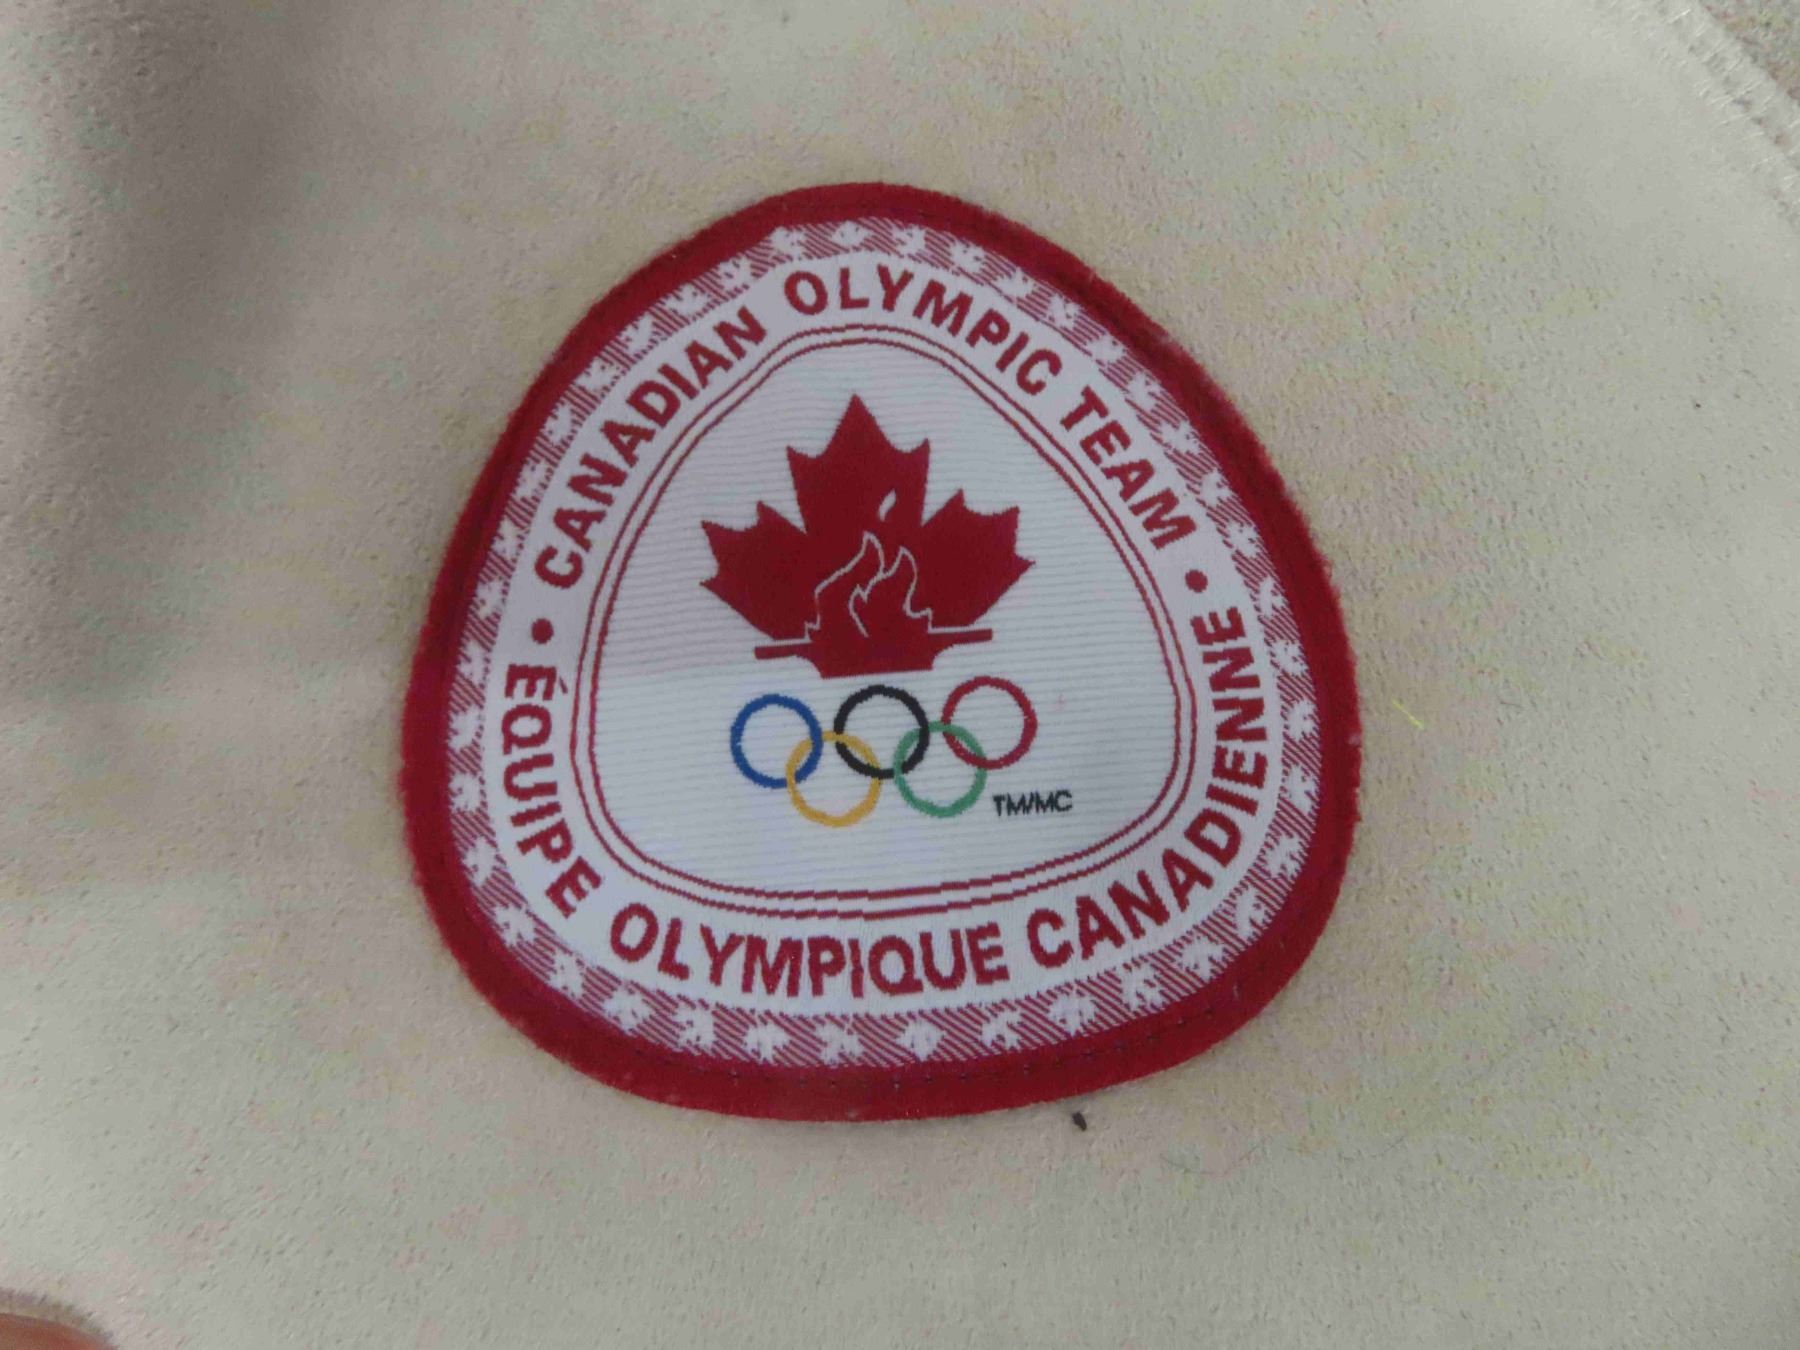 CANADIAN OLYMPIC TEAM
• ÉQUIPE OLYMPIQUE CANADIENNE •
TM/MC